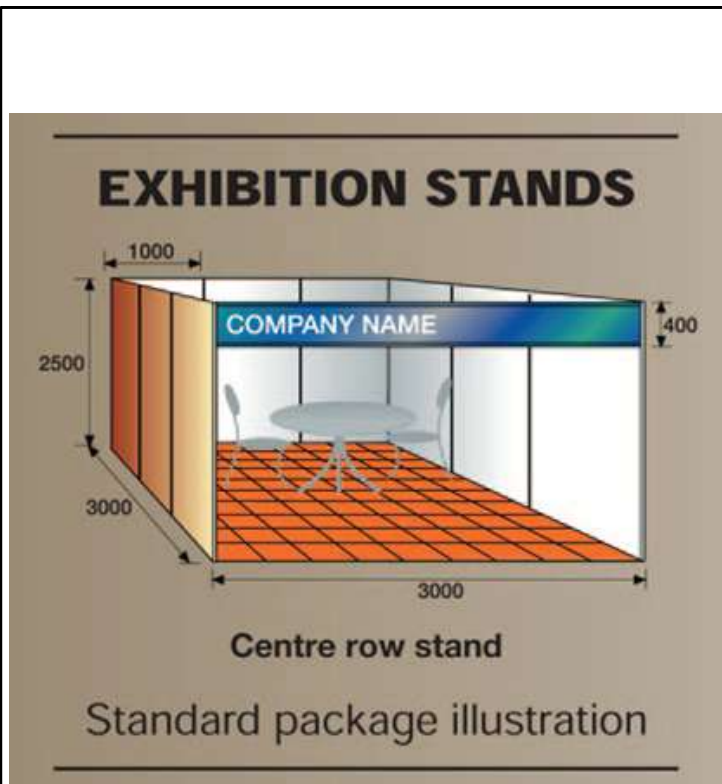 EXHIBITION STANDS
1000
COMPANY NAME
400
2500
3000
3000
Centre row stand
Standard package illustration